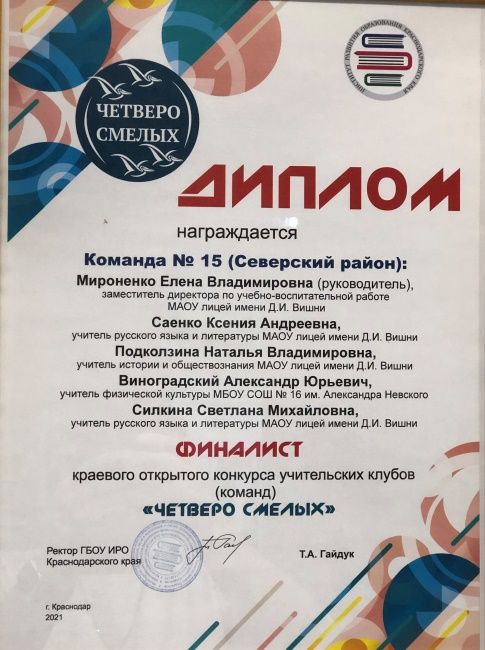 ИНСТИТУТ РАЗВИТИЯ ОБРАЗОВАНИЯ КРАСНОДАРСКОГО КРАЯ
ЧЕТВЕРО
СМЕЛЫХ
ДИПЛОМ
награждается
Команда № 15 (Северский район):
Мироненко Елена Владимировна (руководитель),
заместитель директора по учебно-воспитательной работе
МАОУ лицей имени Д.И. Вишни
Саенко Ксения Андреевна,
учитель русского языка и литературы МАОУ лицей имени Д.И. Вишни
Подколзина Наталья Владимировна,
учитель истории и обществознания МАОУ лицей имени Д.И. Вишни
Виноградский Александр Юрьевич,
учитель физической культуры МБОУ СОШ № 16 им. Александра Невского
Силкина Светлана Михайловна,
учитель русского языка и литературы МАОУ лицей имени Д.И. Вишни
ФИНАЛИСТ
краевого открытого конкурса учительских клубов
(команд)
«ЧЕТВЕРО СМЕЛЫХ»
Ректор ГБОУ ИРО
Краснодарского края
Т.А. Гайдук
г. Краснодар
2021